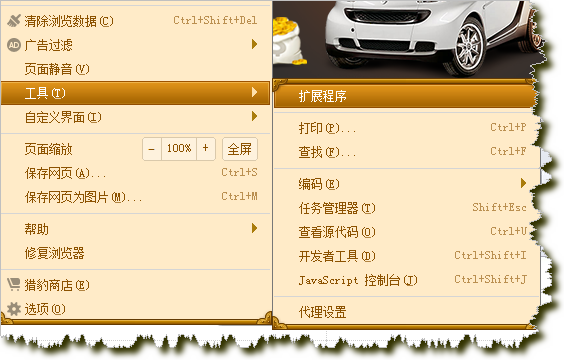 清除浏览数据(C) Ctrl+Shift+Del
AD 广告过滤
页面静音(V)
工具(T)
自定义界面(I)
页面缩放 - 100% + 全屏
保存网页(A)... Ctrl+S
保存网页为图片(M)... Ctrl+M
帮助
修复浏览器
猎豹商店(E)
选项(O)
扩展程序
打印(P)... Ctrl+P
查找(F)... Ctrl+F
编码(E)
任务管理器(T) Shift+Esc
查看源代码(O) Ctrl+U
开发者工具(D) Ctrl+Shift+I
JavaScript 控制台(J) Ctrl+Shift+J
代理设置